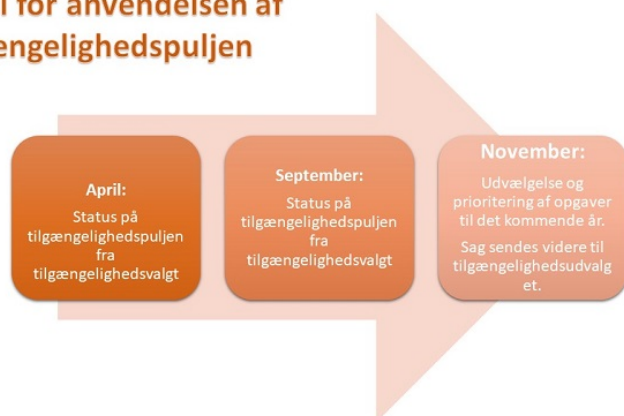 for anvendelsen af
engelighedspuljen
April:
Status på
tilgængelighedspuljen
fra
tilgængelighedsvalgt
September:
Status på
tilgængelighedspuljen
fra
tilgængelighedsvalgt
November:
Udvælgelse og
prioritering af opgaver
til det kommende år.
Sag sendes videre til
tilgængelighedsudvalg
et.